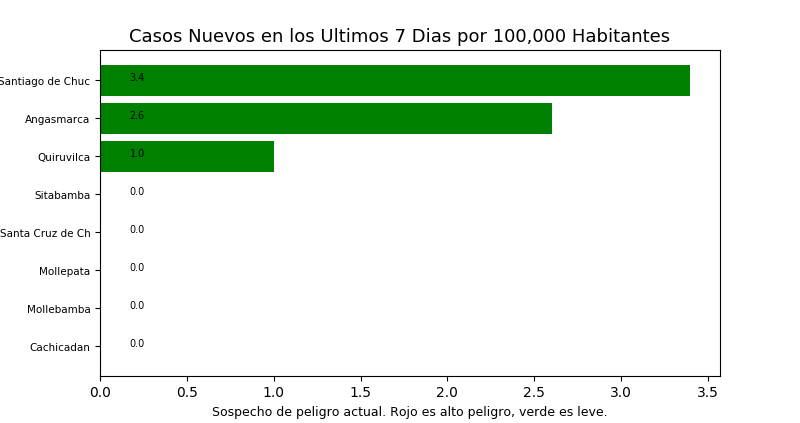 Casos Nuevos en los Ultimos 7 Dias por 100,000 Habitantes
Santiago de Chuc 3.4
Angasmarca 2.6
Quiruvilca 1.0
Sitabamba 0.0
Santa Cruz de Ch 0.0
Mollepata 0.0
Mollebamba 0.0
Cachicadan 0.0
0.0 0.5 1.0 1.5 2.0 2.5 3.0 3.5
Sospecho de peligro actual. Rojo es alto peligro, verde es leve.